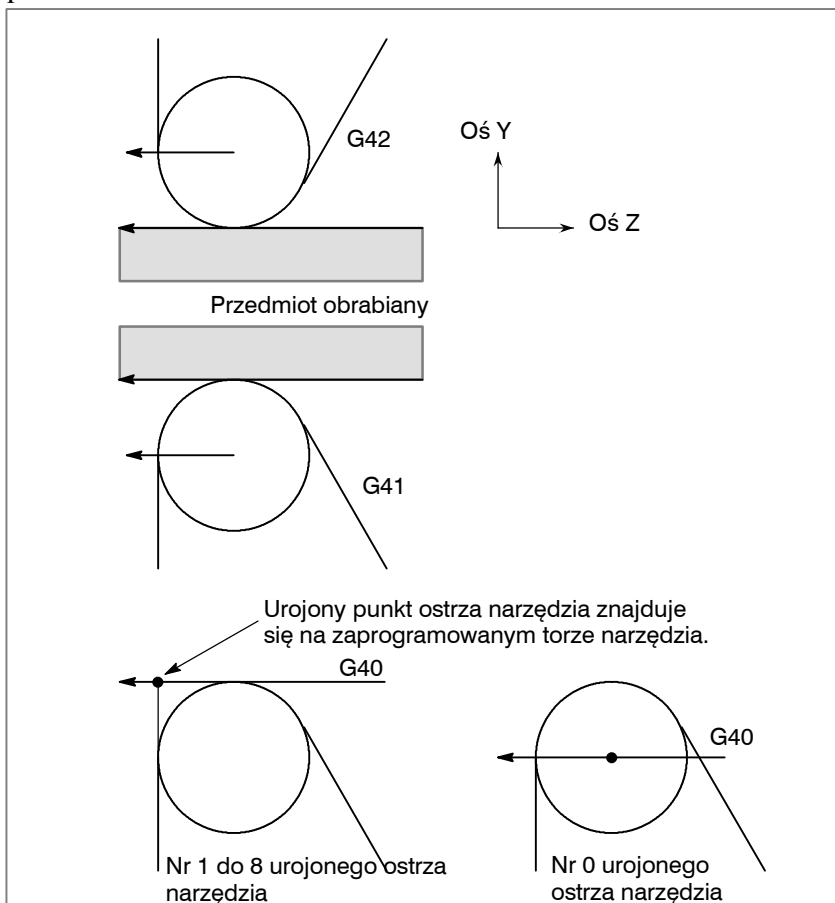 G42
Oś Y
Oś Z
Przedmiot obrabiany
G41
Urojony punkt ostrza narzędzia znajduje
się na zaprogramowanym torze narzędzia.
G40
G40
Nr 1 do 8 urojonego ostrza
narzędzia
Nr 0 urojonego
ostrza narzędzia